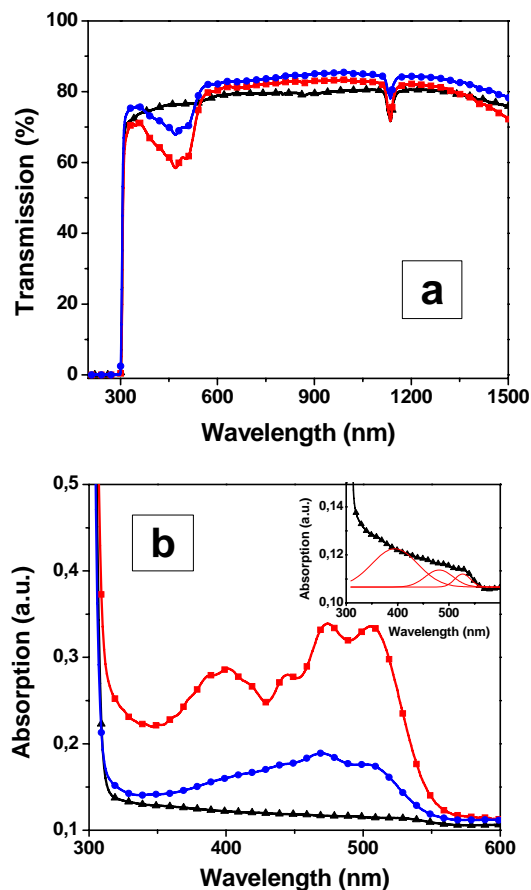 100
80
60
40
20
0
Transmission (%)
a
300 600 900 1200 1500
Wavelength (nm)
0,5
0,4
0,3
0,2
0,1
Absorption (a.u.)
b
0,14
0,12
0,10
Absorption (a.u.)
300 400 500
Wavelength (nm)
300 400 500 600
Wavelength (nm)